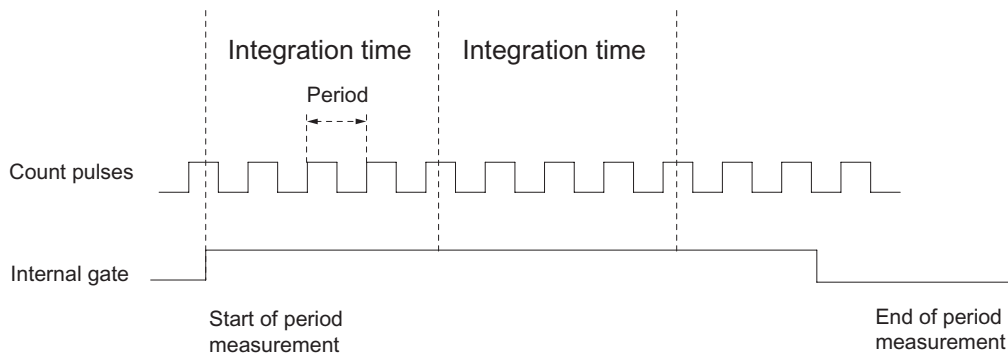 Integration time
Integration time
Period
Count pulses
Internal gate
Start of period
measurement
End of period
measurement